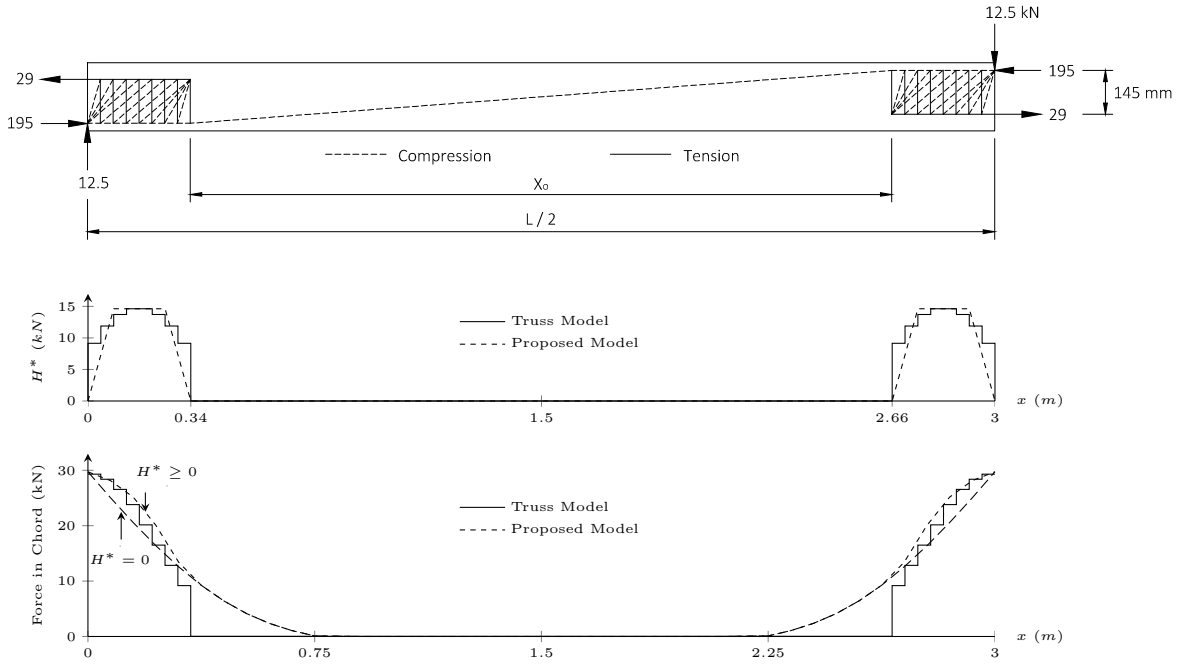 12.5 kN
29
195
195
145 mm
29
12.5
Compression
Tension
Xo
L / 2
H* (kN)
15
10
5
0
Truss Model
Proposed Model
0
0.34
1.5
2.66
3
x (m)
Force in Chord (kN)
30
20
10
0
H* ≥ 0
H* = 0
Truss Model
Proposed Model
0
0.75
1.5
2.25
3
x (m)